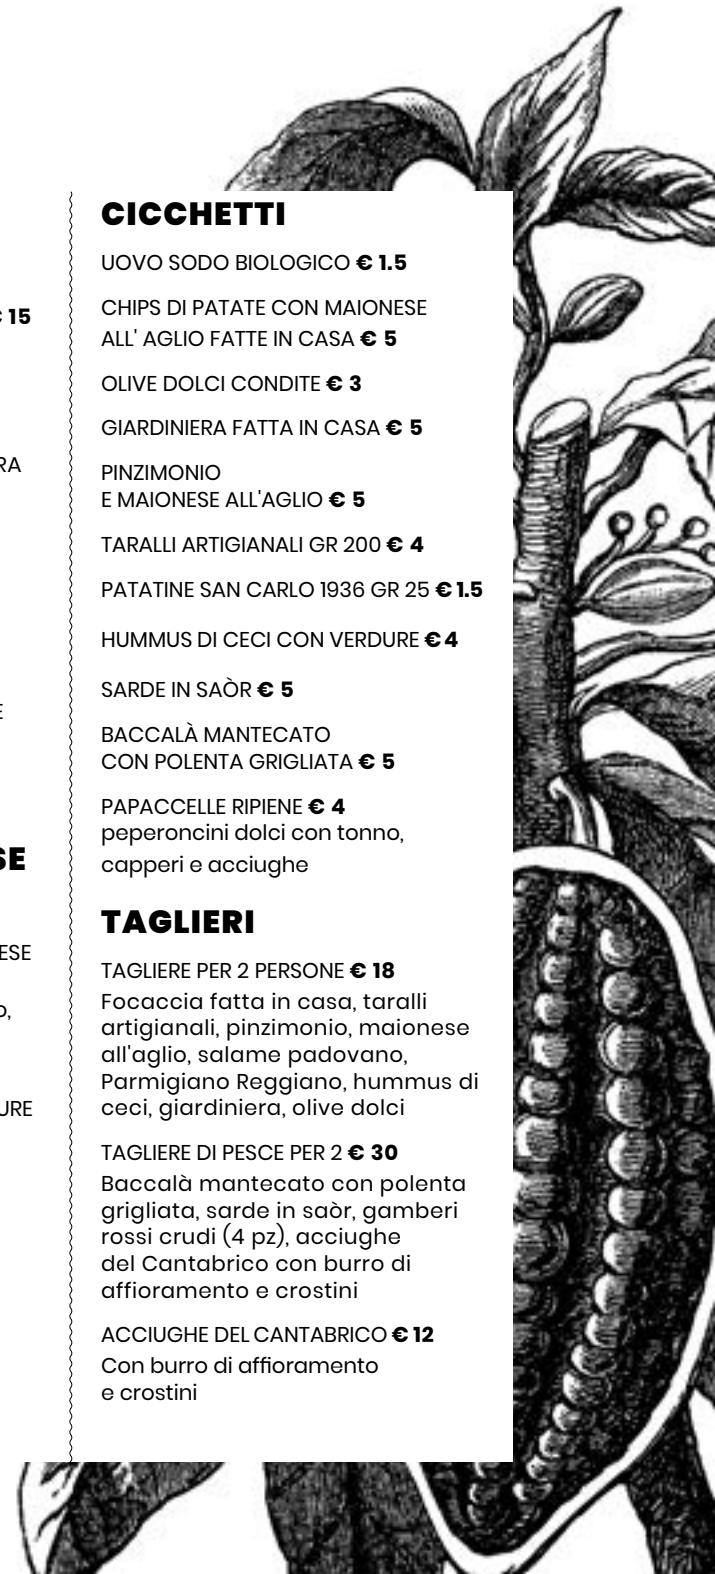 15
CICCHETTI
UOVO SODO BIOLOGICO € 1.5
CHIPS DI PATATE CON MAIONESE
ALL' AGLIO FATTE IN CASA € 5
OLIVE DOLCI CONDITE € 3
GIARDINIERA FATTA IN CASA € 5
PINZIMONIO
E MAIONESE ALL'AGLIO € 5
TARALLI ARTIGIANALI GR 200 € 4
PATATINE SAN CARLO 1936 GR 25 € 1.5
HUMMUS DI CECI CON VERDURE € 4
SARDE IN SAÒR € 5
BACCALÀ MANTECATO
CON POLENTA GRIGLIATA € 5
PAPACCELLE RIPIENE € 4
peperoncini dolci con tonno,
capperi e acciughe
TAGLIERI
TAGLIERE PER 2 PERSONE € 18
Focaccia fatta in casa, taralli
artigianali, pinzimonio, maionese
all'aglio, salame padovano,
Parmigiano Reggiano, hummus di
ceci, giardiniera, olive dolci
TAGLIERE DI PESCE PER 2 € 30
Baccalà mantecato con polenta
grigliata, sarde in saòr, gamberi
rossi crudi (4 pz), acciughe
del Cantabrico con burro di
affioramento e crostini
ACCIUGHE DEL CANTABRICO € 12
Con burro di affioramento
e crostini